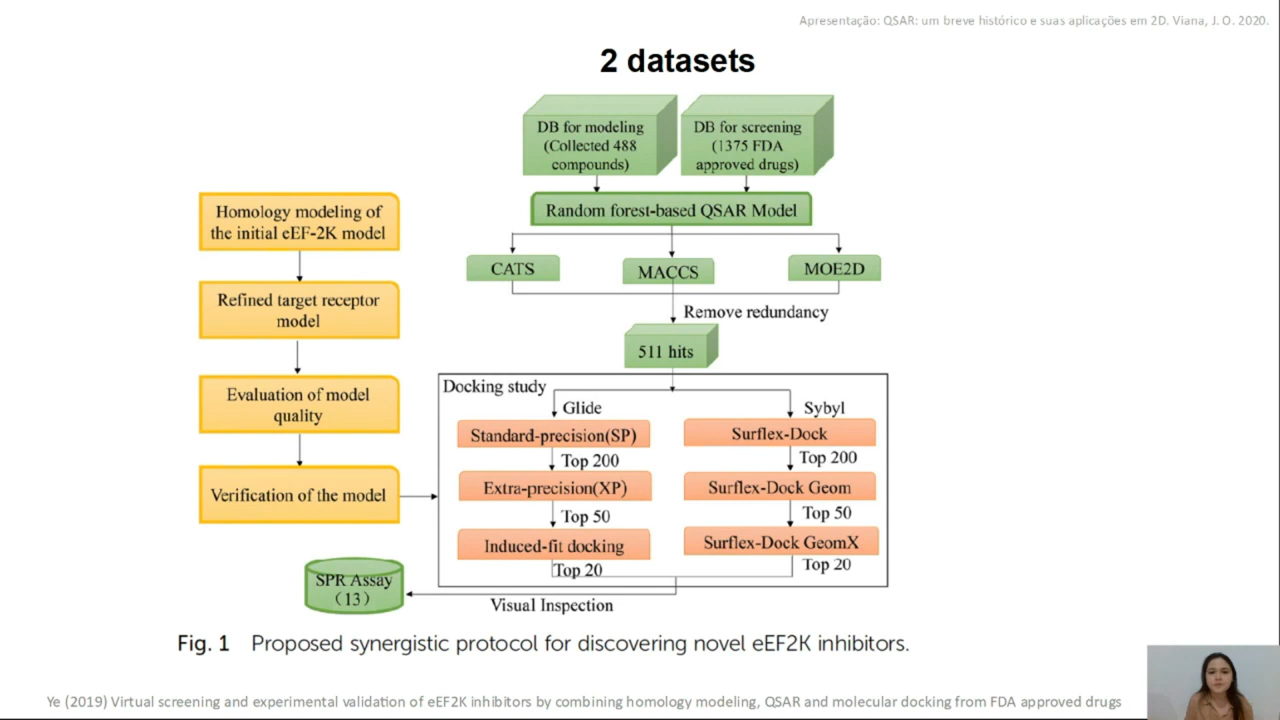 Apresentação: QSAR: um breve histórico e suas aplicações em 2D. Viana, J. O. 2020.
2 datasets
DB for modeling
(Collected 488
compounds)
DB for screening
(1375 FDA
approved drugs)
Random forest-based QSAR Model
CATS
MACCS
MOE2D
Remove redundancy
511 hits
Homology modeling of
the initial eEF-2K model
Refined target receptor
model
Evaluation of model
quality
Verification of the model
Docking study
Glide
Standard-precision(SP)
Top 200
Extra-precision(XP)
Top 50
Induced-fit docking
Top 20
Sybyl
Surflex-Dock
Top 200
Surflex-Dock Geom
Top 50
Surflex-Dock GeomX
Top 20
SPR Assay
(13)
Visual Inspection
Fig. 1 Proposed synergistic protocol for discovering novel eEF2K inhibitors.
Ye (2019) Virtual screening and experimental validation of eEF2K inhibitors by combining homology modeling, QSAR and molecular docking from FDA approved drugs